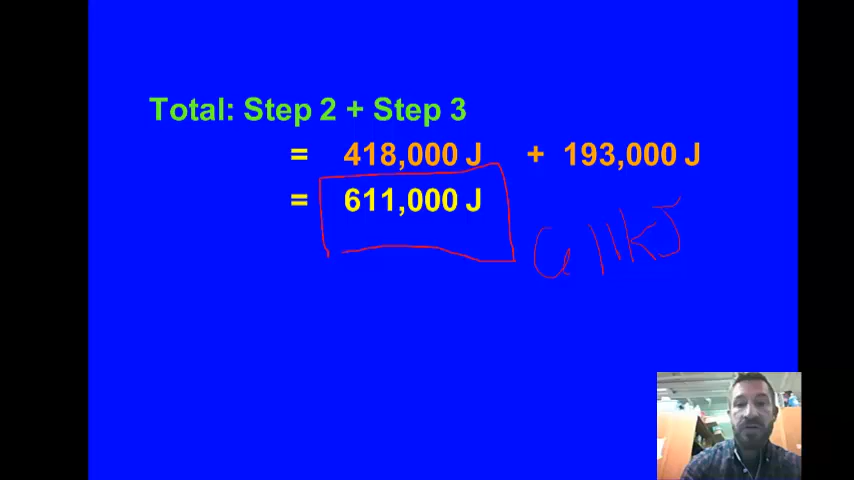 Total: Step 2 + Step 3
= 418,000 J + 193,000 J
= 611,000 J
611kJ